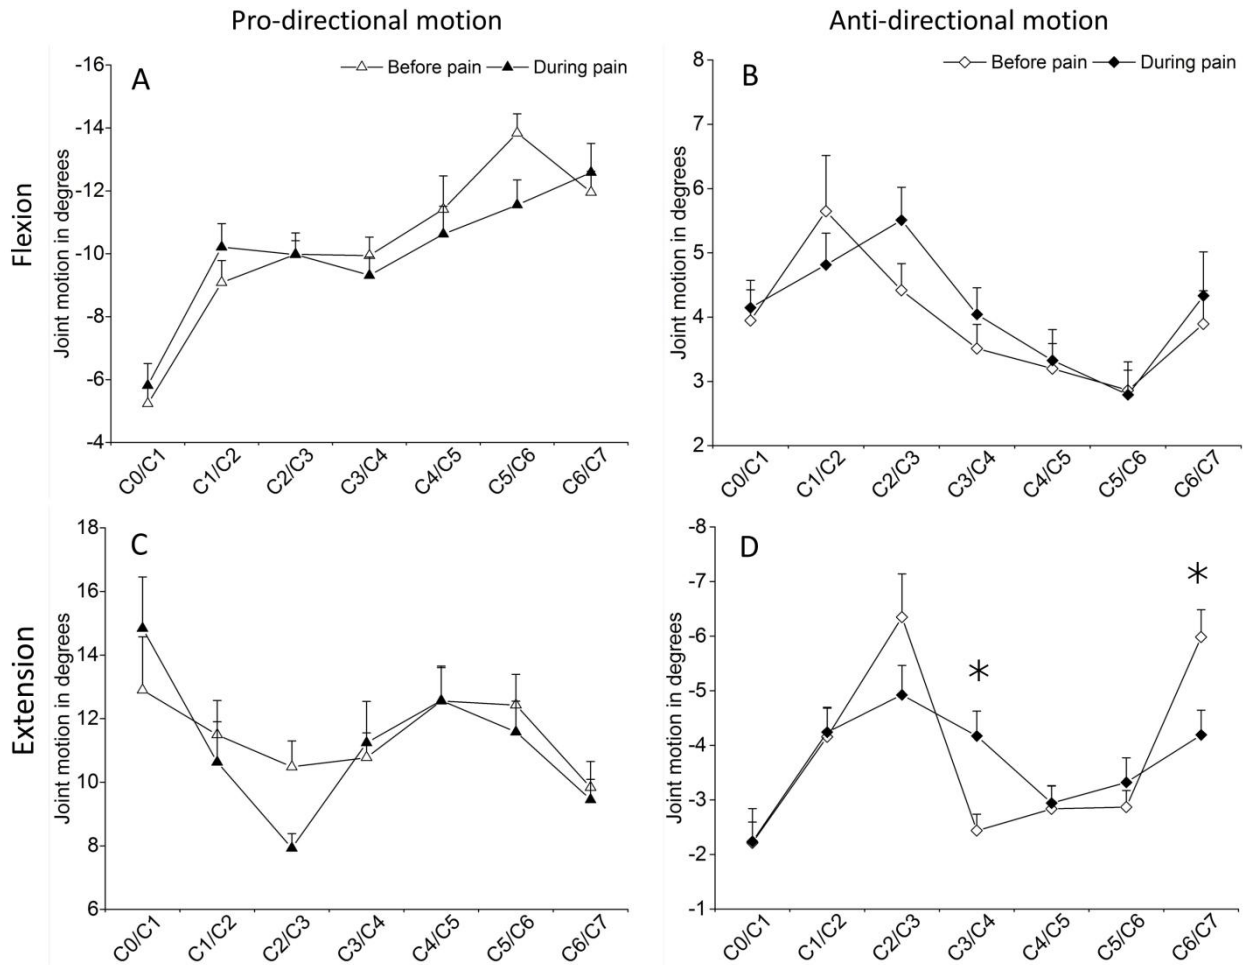 Pro-directional motion
Anti-directional motion
Flexion
A
Before pain During pain
Joint motion in degrees
-16
-14
-12
-10
-8
-6
-4
C0/C1 C1/C2 C2/C3 C3/C4 C4/C5 C5/C6 C6/C7
B
Before pain During pain
Joint motion in degrees
8
7
6
5
4
3
2
C0/C1 C1/C2 C2/C3 C3/C4 C4/C5 C5/C6 C6/C7
Extension
C
Joint motion in degrees
18
16
14
12
10
8
6
C0/C1 C1/C2 C2/C3 C3/C4 C4/C5 C5/C6 C6/C7
D
Joint motion in degrees
-8
-7
-6
-5
-4
-3
-2
-1
*
*
C0/C1 C1/C2 C2/C3 C3/C4 C4/C5 C5/C6 C6/C7